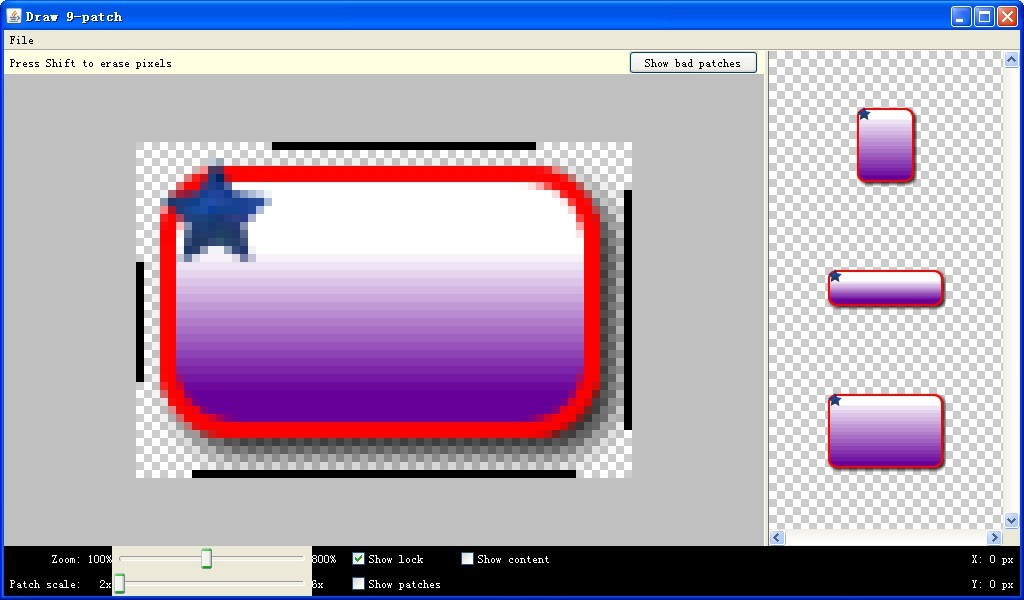 Draw 9-patch
File
Press Shift to erase pixels
Show bad patches
Zoom: 100% 800% Show lock Show content X: 0 px
Patch scale: 2x 6x Show patches Y: 0 px